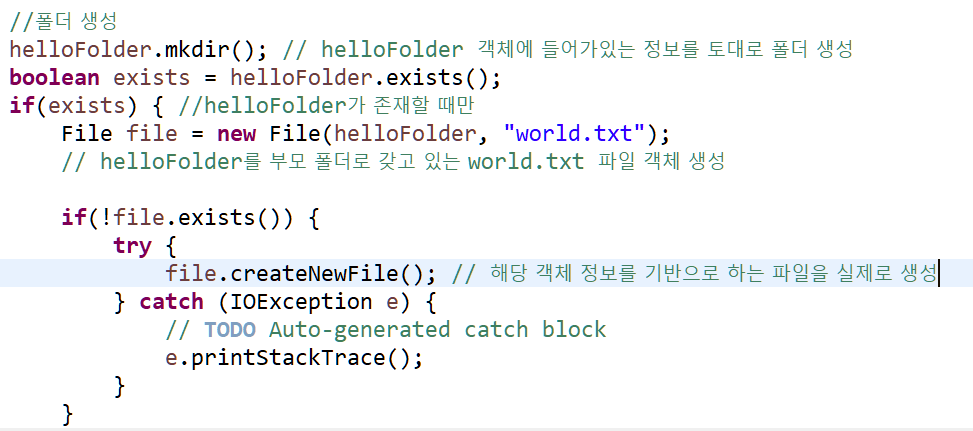 //폴더 생성
helloFolder.mkdir(); // helloFolder 객체에 들어가있는 정보를 토대로 폴더 생성
boolean exists = helloFolder.exists();
if(exists) { //helloFolder가 존재할 때만
    File file = new File(helloFolder, "world.txt");
    // helloFolder를 부모 폴더로 갖고 있는 world.txt 파일 객체 생성

    if(!file.exists()) {
        try {
            file.createNewFile(); // 해당 객체 정보를 기반으로 하는 파일을 실제로 생성
        } catch (IOException e) {
            // TODO Auto-generated catch block
            e.printStackTrace();
        }
    }